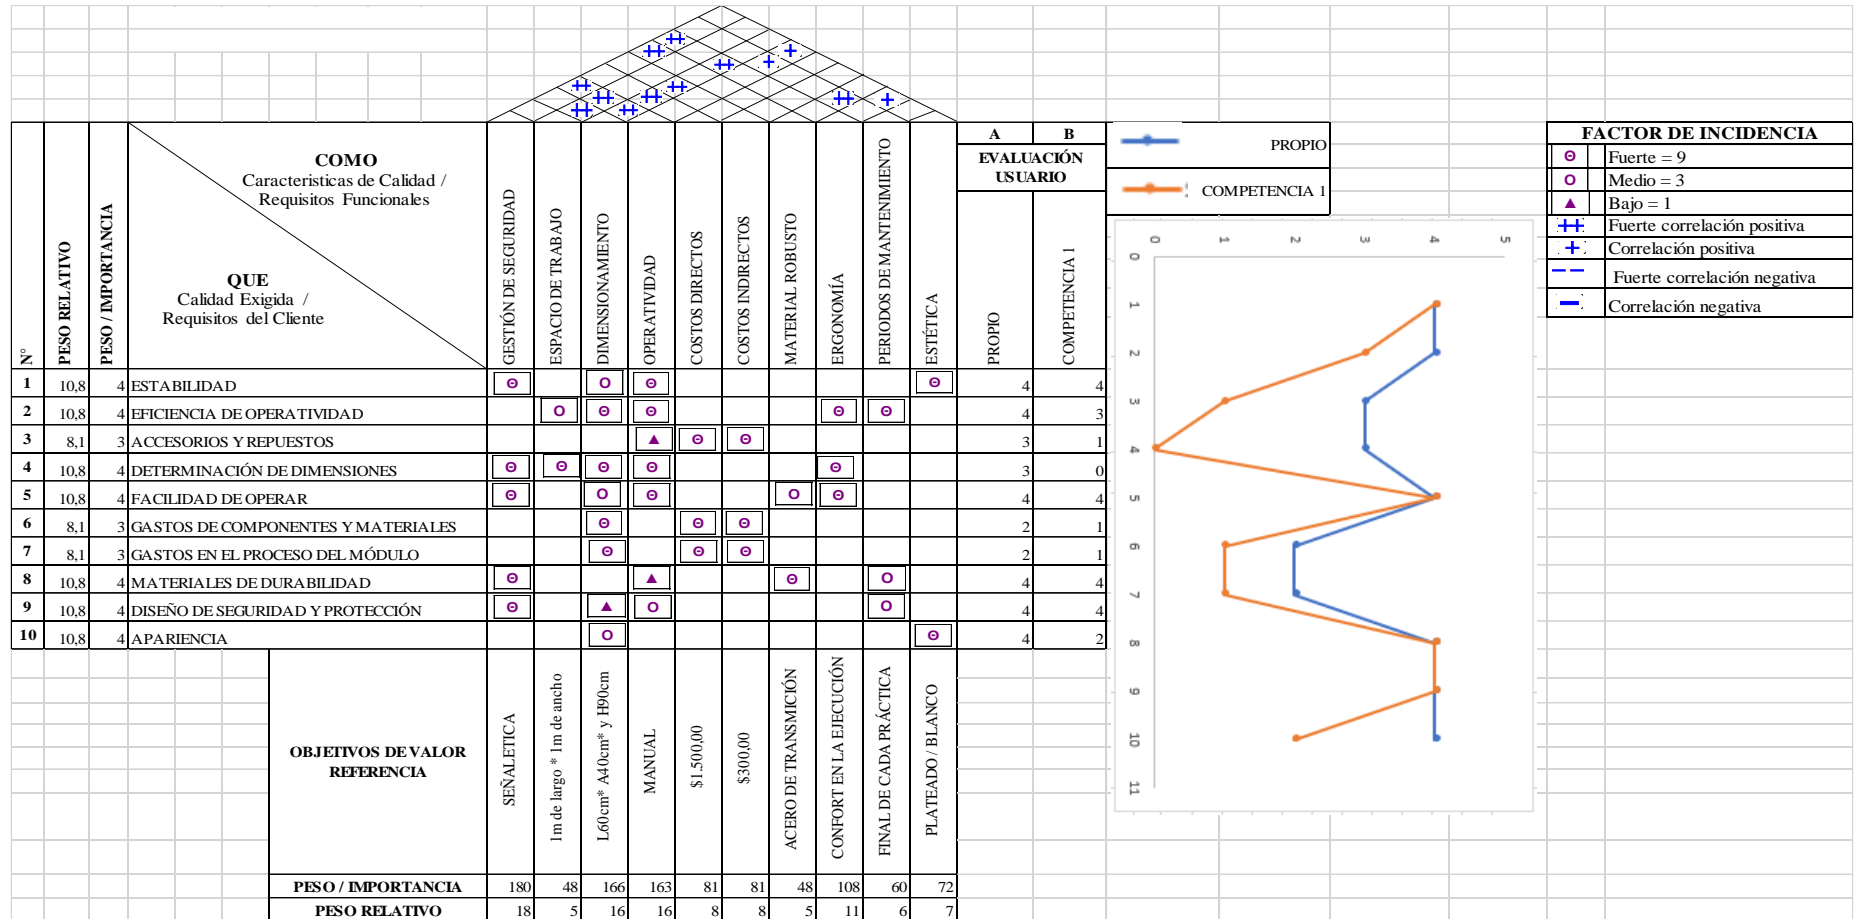 COMO
Caracteristicas de Calidad /
Requisitos Funcionales
QUE
Calidad Exigida /
Requisitos del Cliente
N°
PESO RELATIVO
PESO / IMPORTANCIA
GESTIÓN DE SEGURIDAD
ESPACIO DE TRABAJO
DIMENSIONAMIENTO
OPERATIVIDAD
COSTOS DIRECTOS
COSTOS INDIRECTOS
MATERIAL ROBUSTO
ERGONOMÍA
PERIODOS DE MANTENIMIENTO
ESTÉTICA
A B
EVALUACIÓN
USUARIO
PROPIO
COMPETENCIA 1
1 10,8 4 ESTABILIDAD 4 4
2 10,8 4 EFICIENCIA DE OPERATIVIDAD 4 3
3 8,1 3 ACCESORIOS Y REPUESTOS 3 1
4 10,8 4 DETERMINACIÓN DE DIMENSIONES 3 0
5 10,8 4 FACILIDAD DE OPERAR 4 4
6 8,1 3 GASTOS DE COMPONENTES Y MATERIALES 2 1
7 8,1 3 GASTOS EN EL PROCESO DEL MÓDULO 2 1
8 10,8 4 MATERIALES DE DURABILIDAD 4 4
9 10,8 4 DISEÑO DE SEGURIDAD Y PROTECCIÓN 4 4
10 10,8 4 APARIENCIA 4 2
OBJETIVOS DE VALOR
REFERENCIA
SEÑALETICA
1m de largo * 1m de ancho
L60cm* A40cm* y H90cm
MANUAL
$1.500,00
$300,00
ACERO DE TRANSMICIÓN
CONFORT EN LA EJECUCIÓN
FINAL DE CADA PRÁCTICA
PLATEADO / BLANCO
PESO / IMPORTANCIA 180 48 166 163 81 81 48 108 60 72
PESO RELATIVO 18 5 16 16 8 8 5 11 6 7
PROPIO
COMPETENCIA 1
0 1 2 3 4 5
0
1
2
3
4
5
6
7
8
9
10
11
FACTOR DE INCIDENCIA
Fuerte = 9
Medio = 3
Bajo = 1
Fuerte correlación positiva
Correlación positiva
Fuerte correlación negativa
Correlación negativa